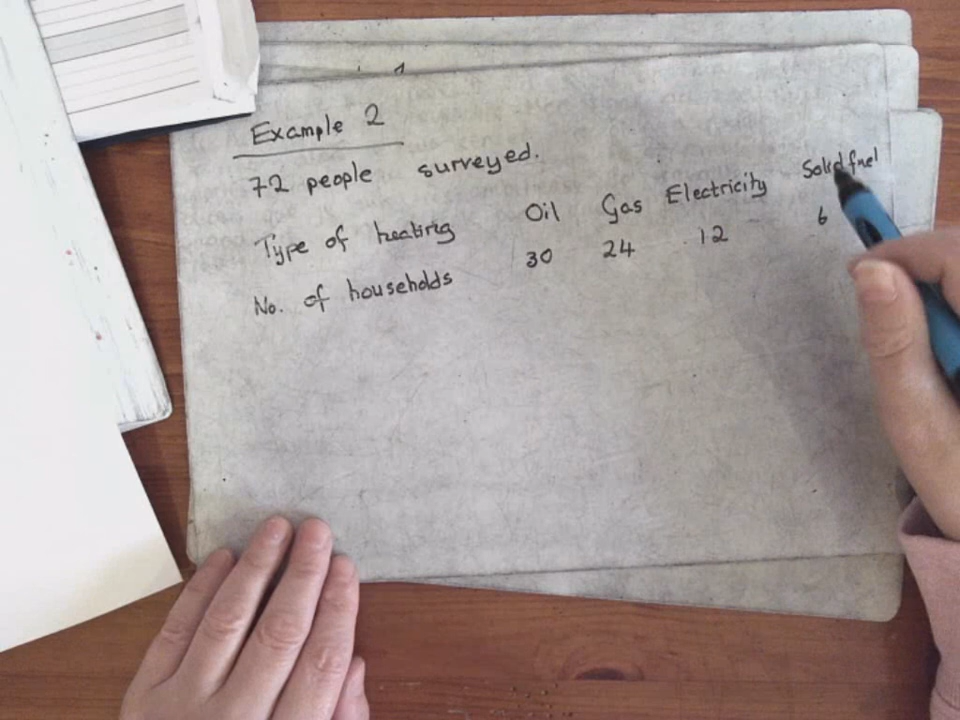 Example 2
72 people surveyed.
Type of heating Oil Gas Electricity Solid fuel
No. of households 30 24 12 6